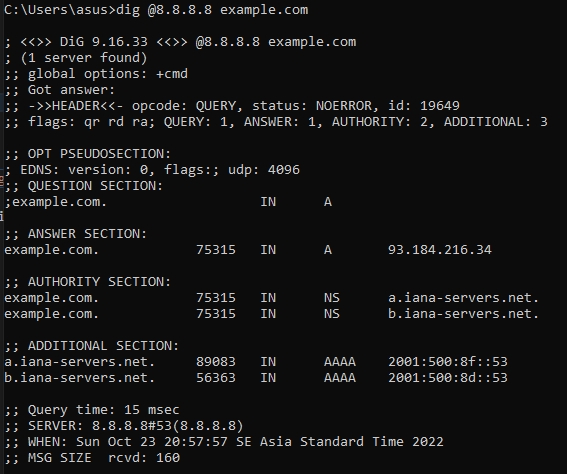 C:\Users\asus>dig @8.8.8.8 example.com
; <<>> DiG 9.16.33 <<>> @8.8.8.8 example.com
; (1 server found)
;; global options: +cmd
;; Got answer:
;; ->>HEADER<<- opcode: QUERY, status: NOERROR, id: 19649
;; flags: qr rd ra; QUERY: 1, ANSWER: 1, AUTHORITY: 2, ADDITIONAL: 3
;; OPT PSEUDOSECTION:
; EDNS: version: 0, flags:; udp: 4096
;; QUESTION SECTION:
;example.com. IN A
;; ANSWER SECTION:
example.com. 75315 IN A 93.184.216.34
;; AUTHORITY SECTION:
example.com. 75315 IN NS a.iana-servers.net.
example.com. 75315 IN NS b.iana-servers.net.
;; ADDITIONAL SECTION:
a.iana-servers.net. 89083 IN AAAA 2001:500:8f::53
b.iana-servers.net. 56363 IN AAAA 2001:500:8d::53
;; Query time: 15 msec
;; SERVER: 8.8.8.8#53(8.8.8.8)
;; WHEN: Sun Oct 23 20:57:57 SE Asia Standard Time 2022
;; MSG SIZE rcvd: 160